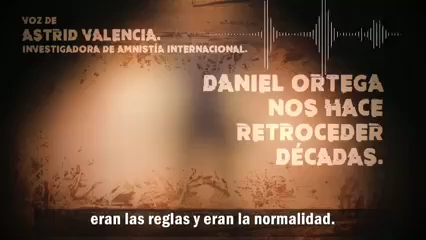 VOZ DE
ASTRID VALENCIA.
INVESTIGADORA DE AMNISTÍA INTERNACIONAL.
DANIEL ORTEGA
NOS HACE
RETROCEDER
DÉCADAS.
eran las reglas y eran la normalidad.